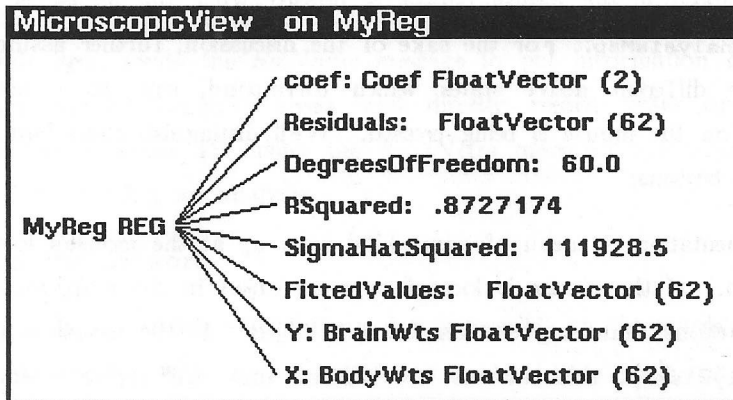 MicroscopicView on MyReg
coef: Coef FloatVector (2)
Residuals: FloatVector (62)
DegreesOfFreedom: 60.0
RSquared: .8727174
MyReg REG
SigmaHatSquared: 111928.5
FittedValues: FloatVector (62)
Y: BrainWts FloatVector (62)
X: BodyWts FloatVector (62)